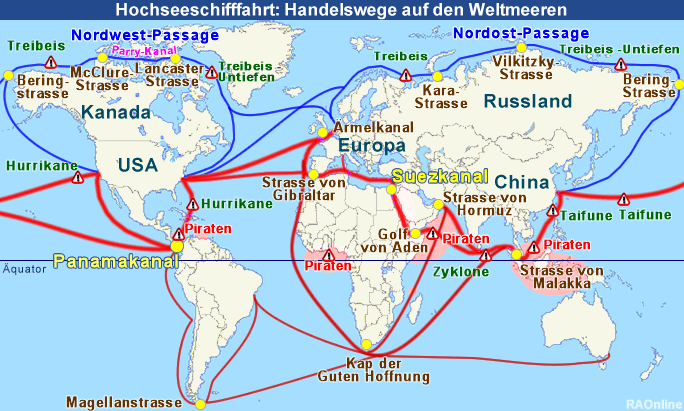 Hochseeschifffahrt: Handelswege auf den Weltmeeren
Nordwest-Passage
Nordost-Passage
Treibeis
Parry-Kanal
Treibeis
Treibeis -Untiefen
Bering-
strasse
McClure-
Strasse
Lancaster-
Strasse
Treibeis
Untiefen
Kara-
Strasse
Vilkitzky-
Strasse
Bering-
Strasse
Kanada
Russland
Armelkanal
Europa
USA
Hurrikane
Strasse von
Gibraltar
Suezkanal
China
Strasse von
Hormuz
Hurrikane
Taifune
Taifune
Piraten
Golf
von Aden
Piraten
Piraten
Panamakanal
Piraten
Zyklone
Strasse von
Malakka
Äquator
Kap der
Guten Hoffnung
Magellanstrasse
RAOnline